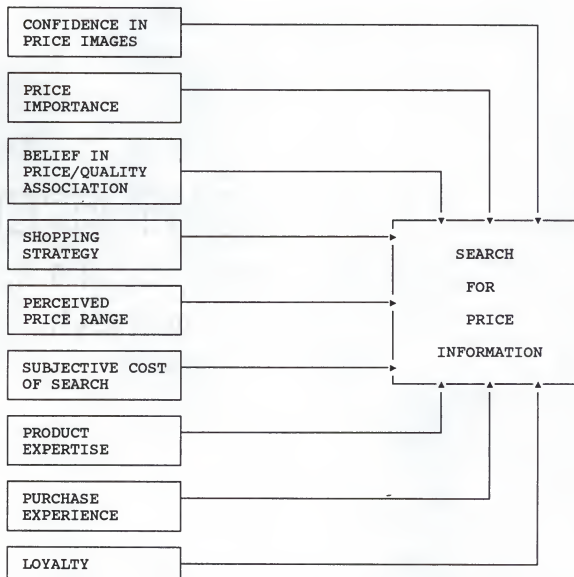 CONFIDENCE IN
PRICE IMAGES
PRICE
IMPORTANCE
BELIEF IN
PRICE/QUALITY
ASSOCIATION
SHOPPING
STRATEGY
PERCEIVED
PRICE RANGE
SUBJECTIVE COST
OF SEARCH
PRODUCT
EXPERTISE
PURCHASE
EXPERIENCE
LOYALTY
SEARCH
FOR
PRICE
INFORMATION